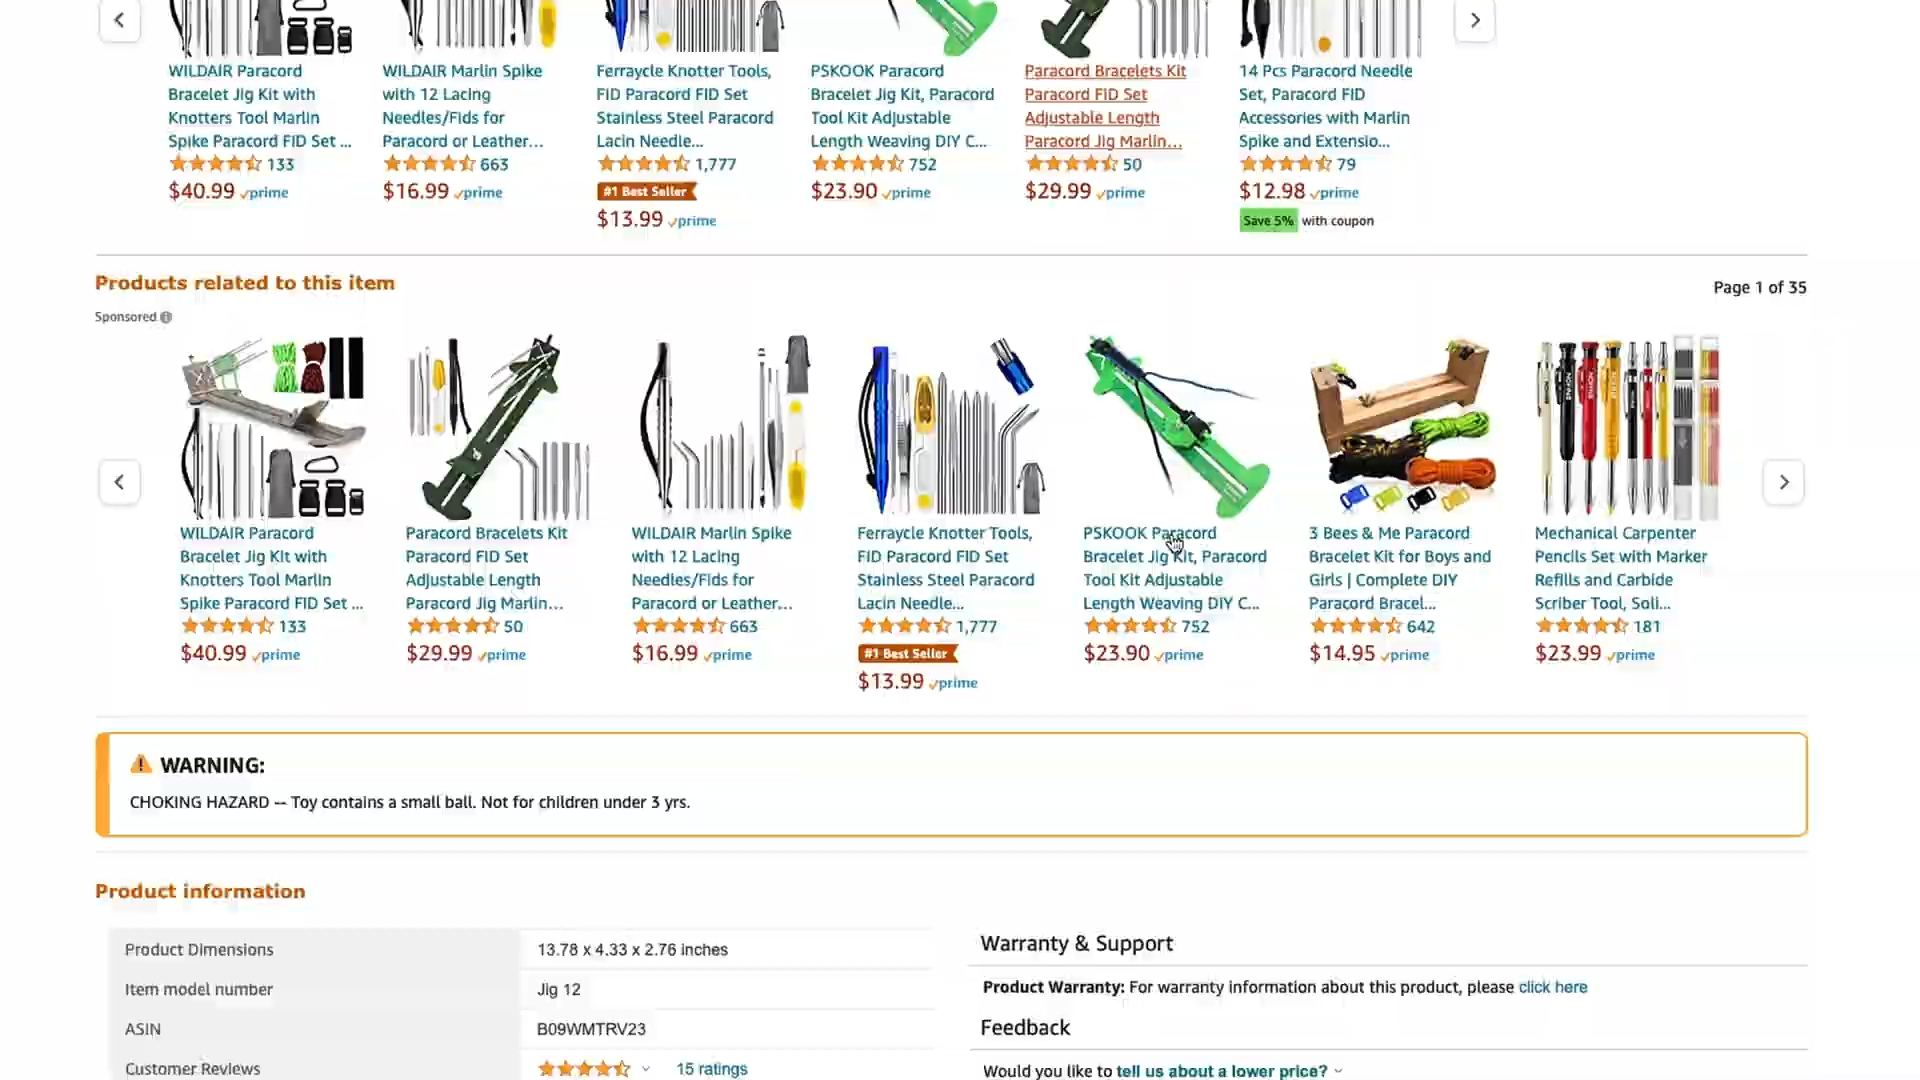 WILDAIR Paracord
Bracelet Jig Kit with
Knotters Tool Marlin
Spike Paracord FID Set ...
133
$40.99 prime
WILDAIR Marlin Spike
with 12 Lacing
Needles/Fids for
Paracord or Leather...
663
$16.99 prime
Ferraycle Knotter Tools,
FID Paracord FID Set
Stainless Steel Paracord
Lacin Needle...
1,777
#1 Best Seller
$13.99 prime
PSKOOK Paracord
Bracelet Jig Kit, Paracord
Tool Kit Adjustable
Length Weaving DIY C...
752
$23.90 prime
Paracord Bracelets Kit
Paracord FID Set
Adjustable Length
Paracord Jig Marlin...
50
$29.99 prime
14 Pcs Paracord Needle
Set, Paracord FID
Accessories with Marlin
Spike and Extensio...
79
$12.98 prime
Save 5% with coupon
Products related to this item
Page 1 of 35
Sponsored
WILDAIR Paracord
Bracelet Jig Kit with
Knotters Tool Marlin
Spike Paracord FID Set ...
133
$40.99 prime
Paracord Bracelets Kit
Paracord FID Set
Adjustable Length
Paracord Jig Marlin...
50
$29.99 prime
WILDAIR Marlin Spike
with 12 Lacing
Needles/Fids for
Paracord or Leather...
663
$16.99 prime
Ferraycle Knotter Tools,
FID Paracord FID Set
Stainless Steel Paracord
Lacin Needle...
1,777
#1 Best Seller
$13.99 prime
PSKOOK Paracord
Bracelet Jig Kit, Paracord
Tool Kit Adjustable
Length Weaving DIY C...
752
$23.90 prime
3 Bees & Me Paracord
Bracelet Kit for Boys and
Girls | Complete DIY
Paracord Bracel...
642
$14.95 prime
Mechanical Carpenter
Pencils Set with Marker
Refills and Carbide
Scriber Tool, Soli...
181
$23.99 prime
WARNING:
CHOKING HAZARD -- Toy contains a small ball. Not for children under 3 yrs.
Product information
Product Dimensions 13.78 x 4.33 x 2.76 inches
Item model number Jig 12
ASIN B09WMTRV23
Customer Reviews 15 ratings
Warranty & Support
Product Warranty: For warranty information about this product, please click here
Feedback
Would you like to tell us about a lower price?